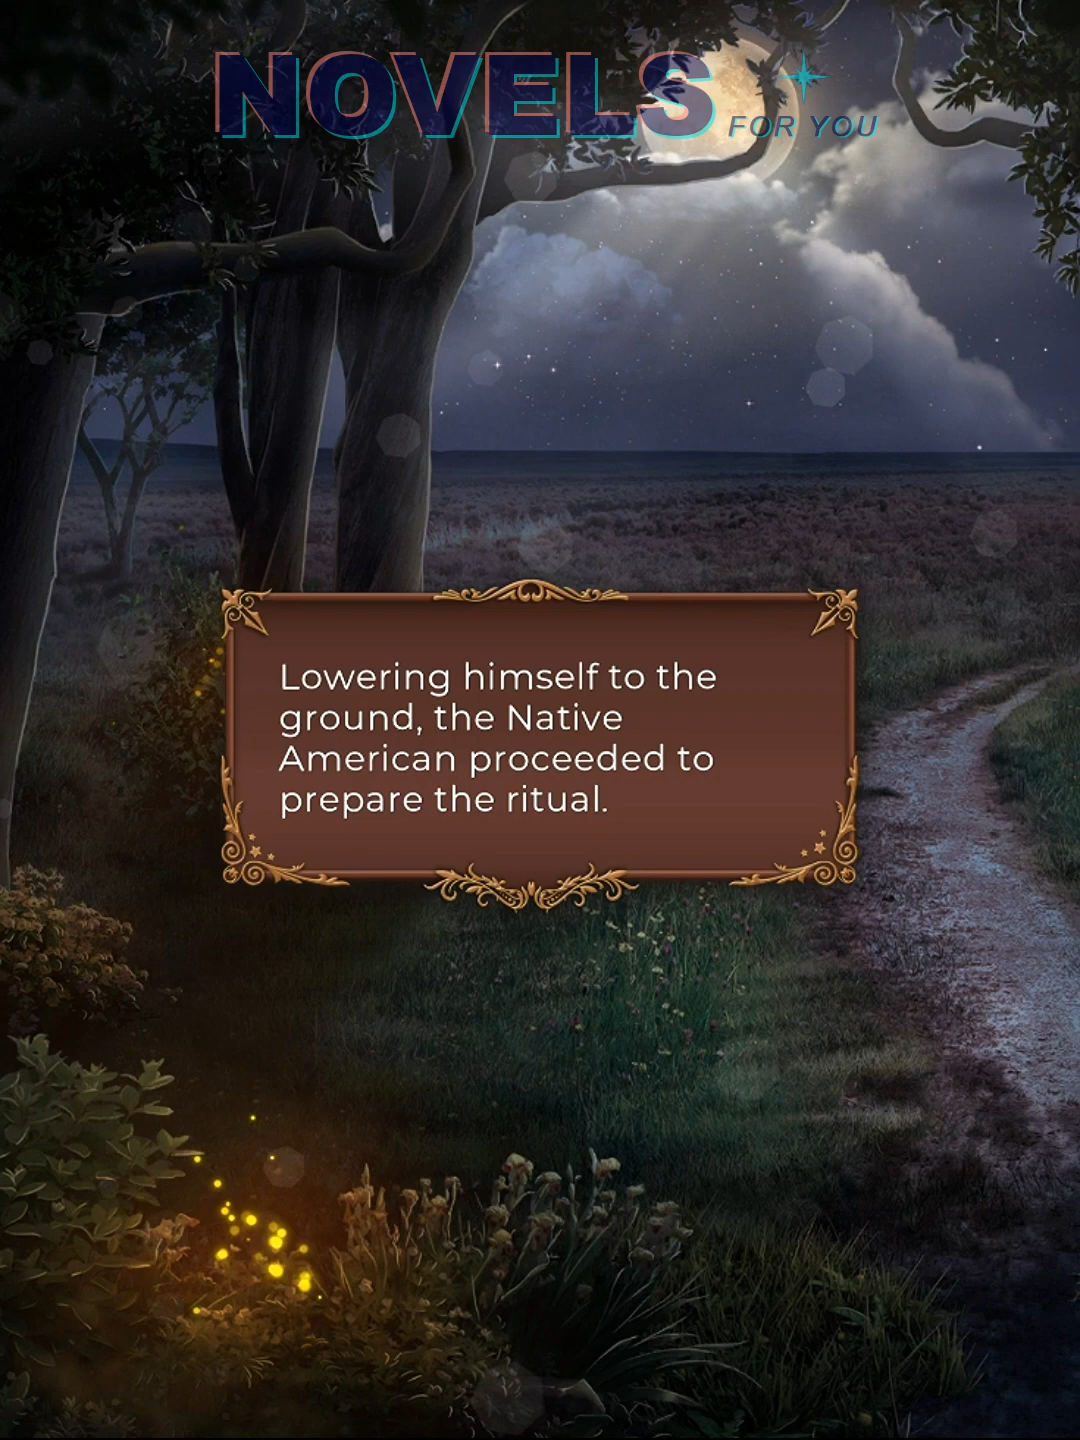 NOVELS FOR YOU
Lowering himself to the
ground, the Native
American proceeded to
prepare the ritual.